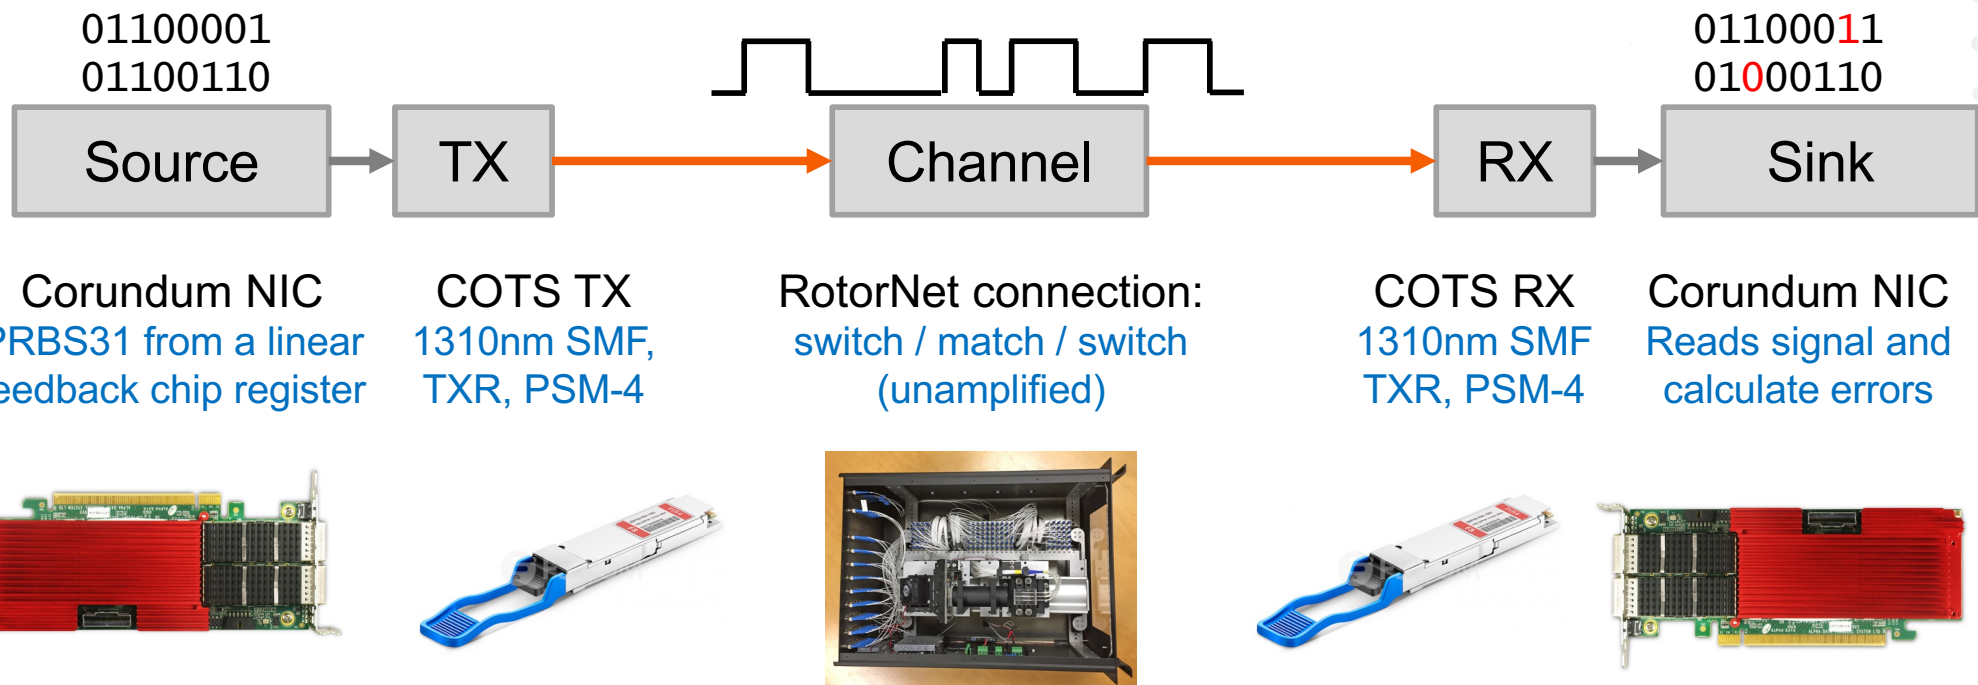 01100001
01100110
01100011
01000110
Source
TX
Channel
RX
Sink
Corundum NIC
PRBS31 from a linear
eedback chip register
COTS TX
1310nm SMF,
TXR, PSM-4
RotorNet connection:
switch / match / switch
(unamplified)
COTS RX
1310nm SMF
TXR, PSM-4
Corundum NIC
Reads signal and
calculate errors